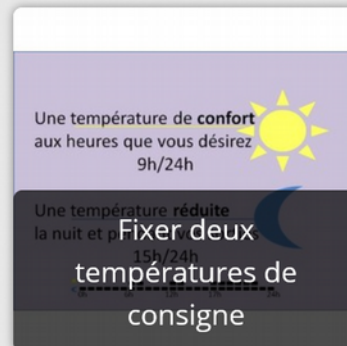 Une température de confort
aux heures que vous désirez
9h/24h
Une température réduite
la nuit et
15h/24h
Fixer deux
températures de
consigne